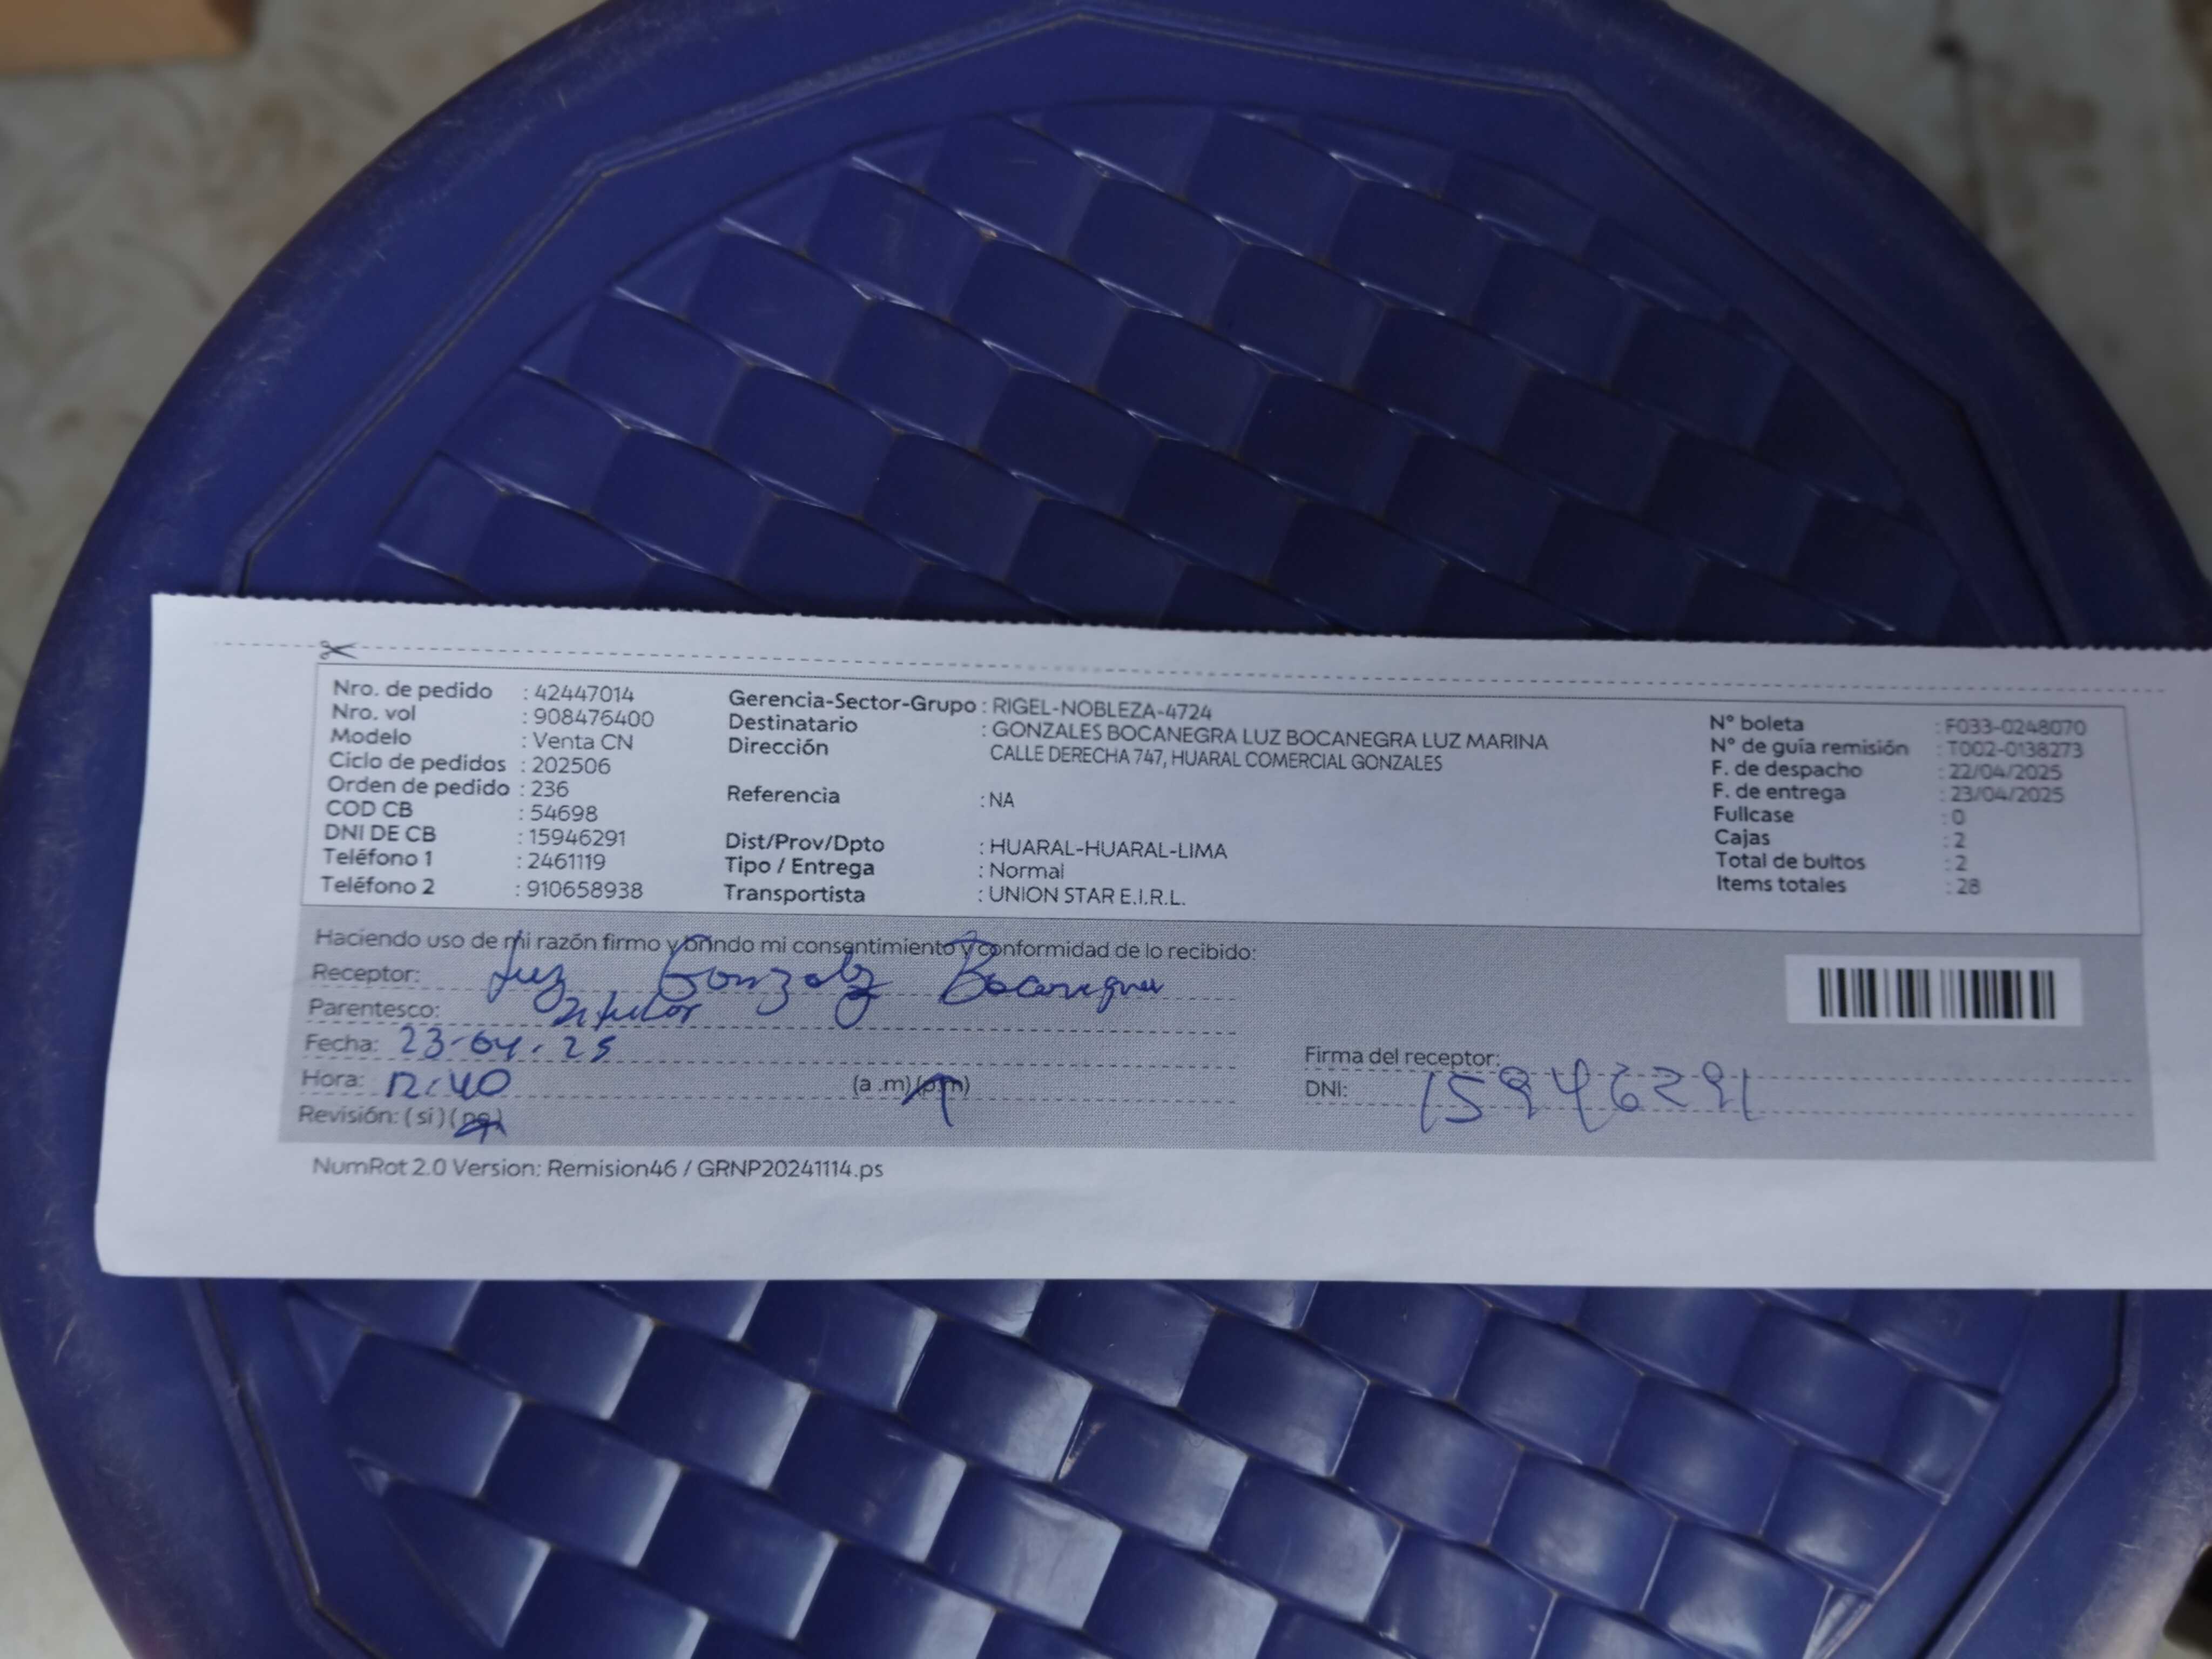 Nro. de pedido : 42447014
Nro. vol : 908476400
Modelo : Venta CN
Ciclo de pedidos : 202506
Orden de pedido : 236
COD CB : 54698
DNI DE CB : 15946291
Teléfono 1 : 2461119
Teléfono 2 : 910658938
Gerencia-Sector-Grupo : RIGEL-NOBLEZA-4724
Destinatario : GONZALES BOCANEGRA LUZ BOCANEGRA LUZ MARINA
Dirección CALLE DERECHA 747, HUARAL COMERCIAL GONZALES
Referencia : NA
Dist/Prov/Dpto : HUARAL-HUARAL-LIMA
Tipo / Entrega : Normal
Transportista : UNION STAR E.I.R.L.
N° boleta : F033-0248070
N° de guía remisión : T002-0138273
F. de despacho : 22/04/2025
F. de entrega : 23/04/2025
Fullcase : 0
Cajas : 2
Total de bultos : 2
Items totales : 28
Haciendo uso de mi razón firmo y brindo mi consentimiento y conformidad de lo recibido:
Receptor: Luz Gonzalez Bocanegra
Parentesco: Titular
Fecha: 23-04-25
Hora: 12:40 (a .m) (p.m)
Revisión: ( si ) ( no )
Firma del receptor:
DNI: 15946291
NumRot 2.0 Version: Remision46 / GRNP20241114.ps